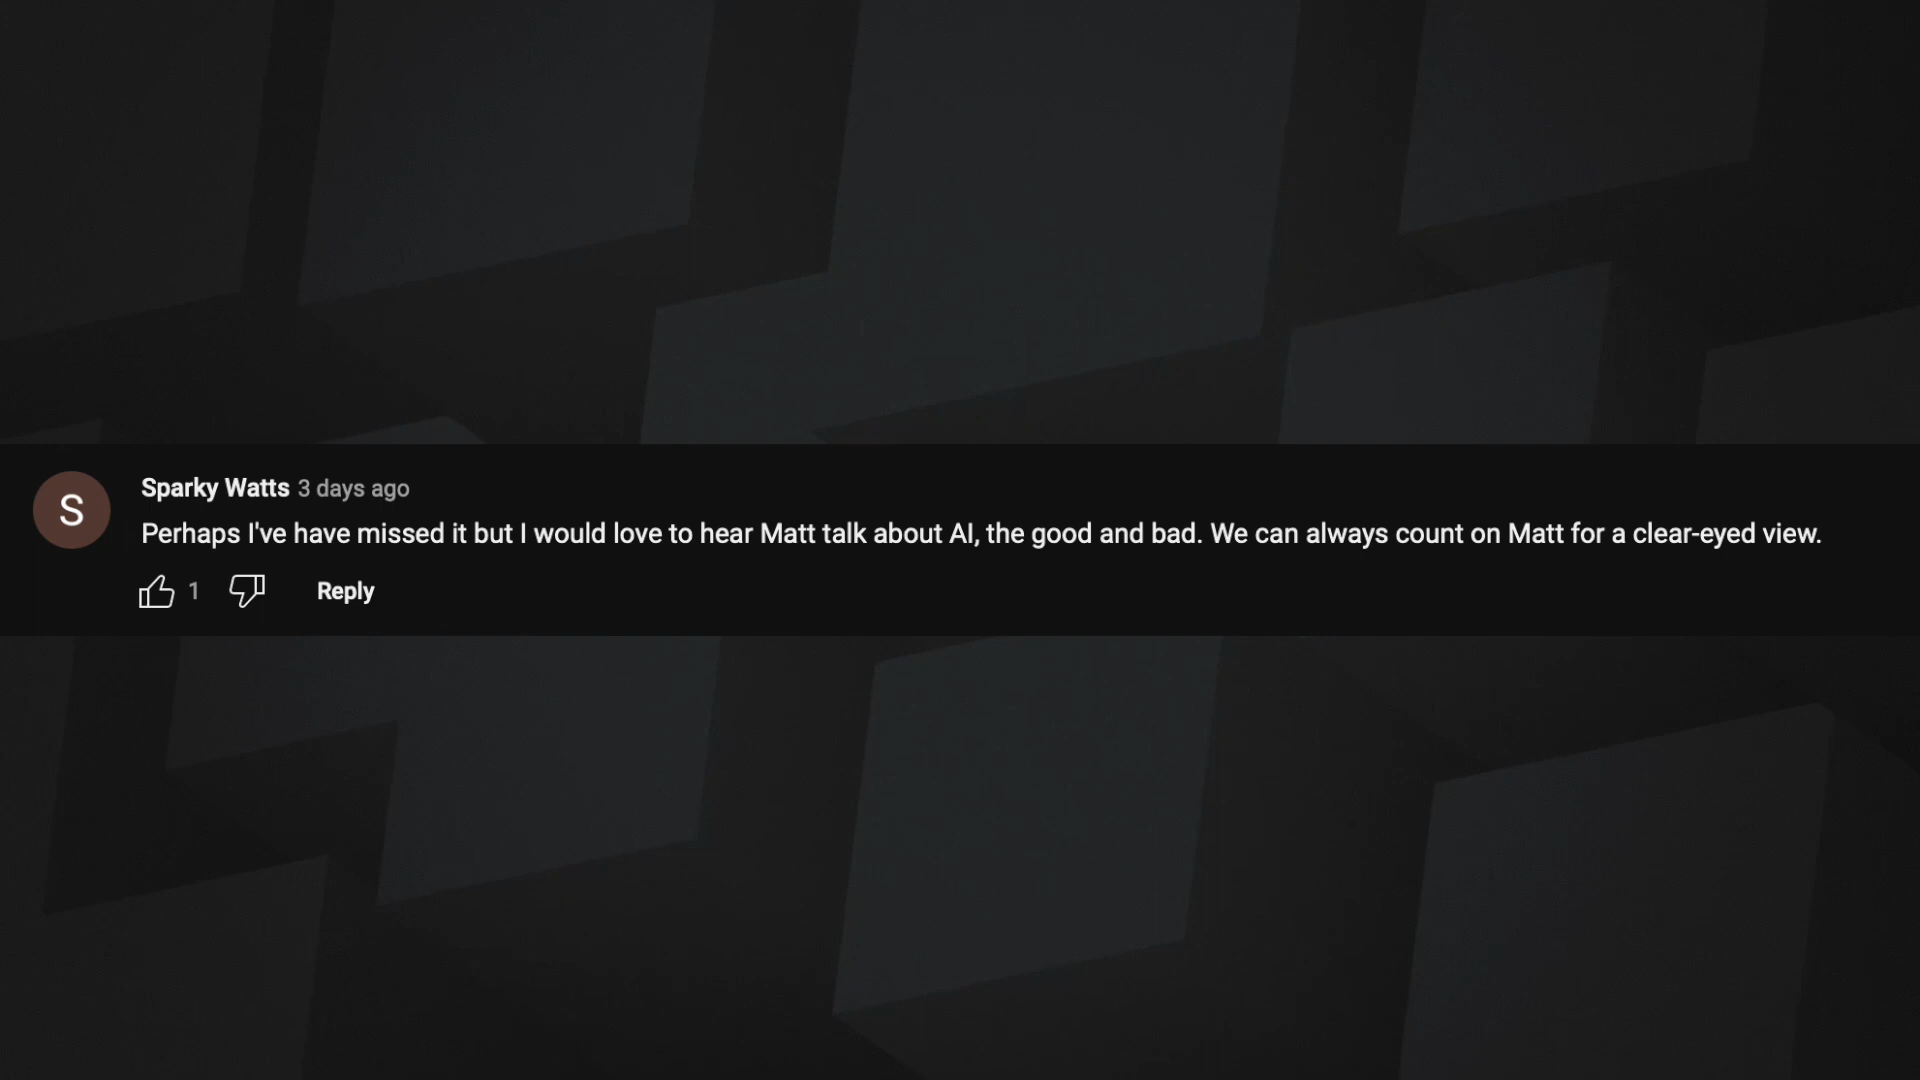 S
Sparky Watts 3 days ago
Perhaps I've have missed it but I would love to hear Matt talk about AI, the good and bad. We can always count on Matt for a clear-eyed view.
1 Reply